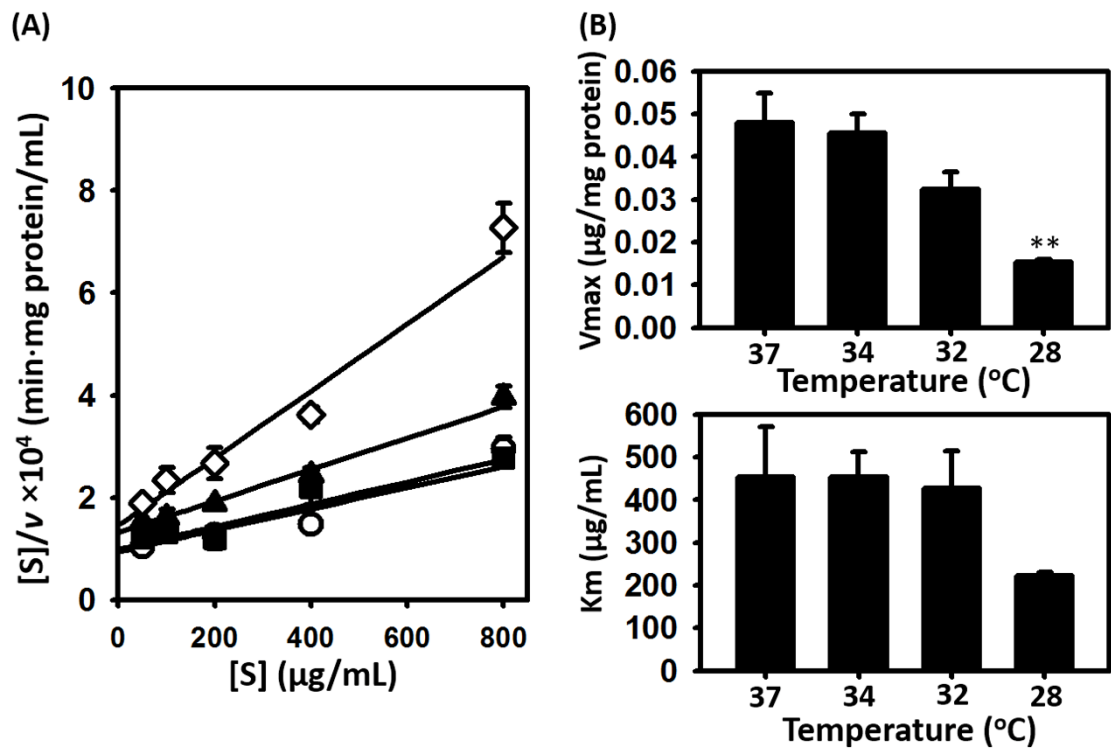 (A)
[S]/v ×10⁴ (min·mg protein/mL)
10
8
6
4
2
0
0 200 400 600 800
[S] (μg/mL)
(B)
Vmax (μg/mg protein)
0.06
0.05
0.04
0.03
0.02
0.01
0.00
**
37 34 32 28
Temperature (oC)
Km (μg/mL)
600
500
400
300
200
100
0
37 34 32 28
Temperature (oC)